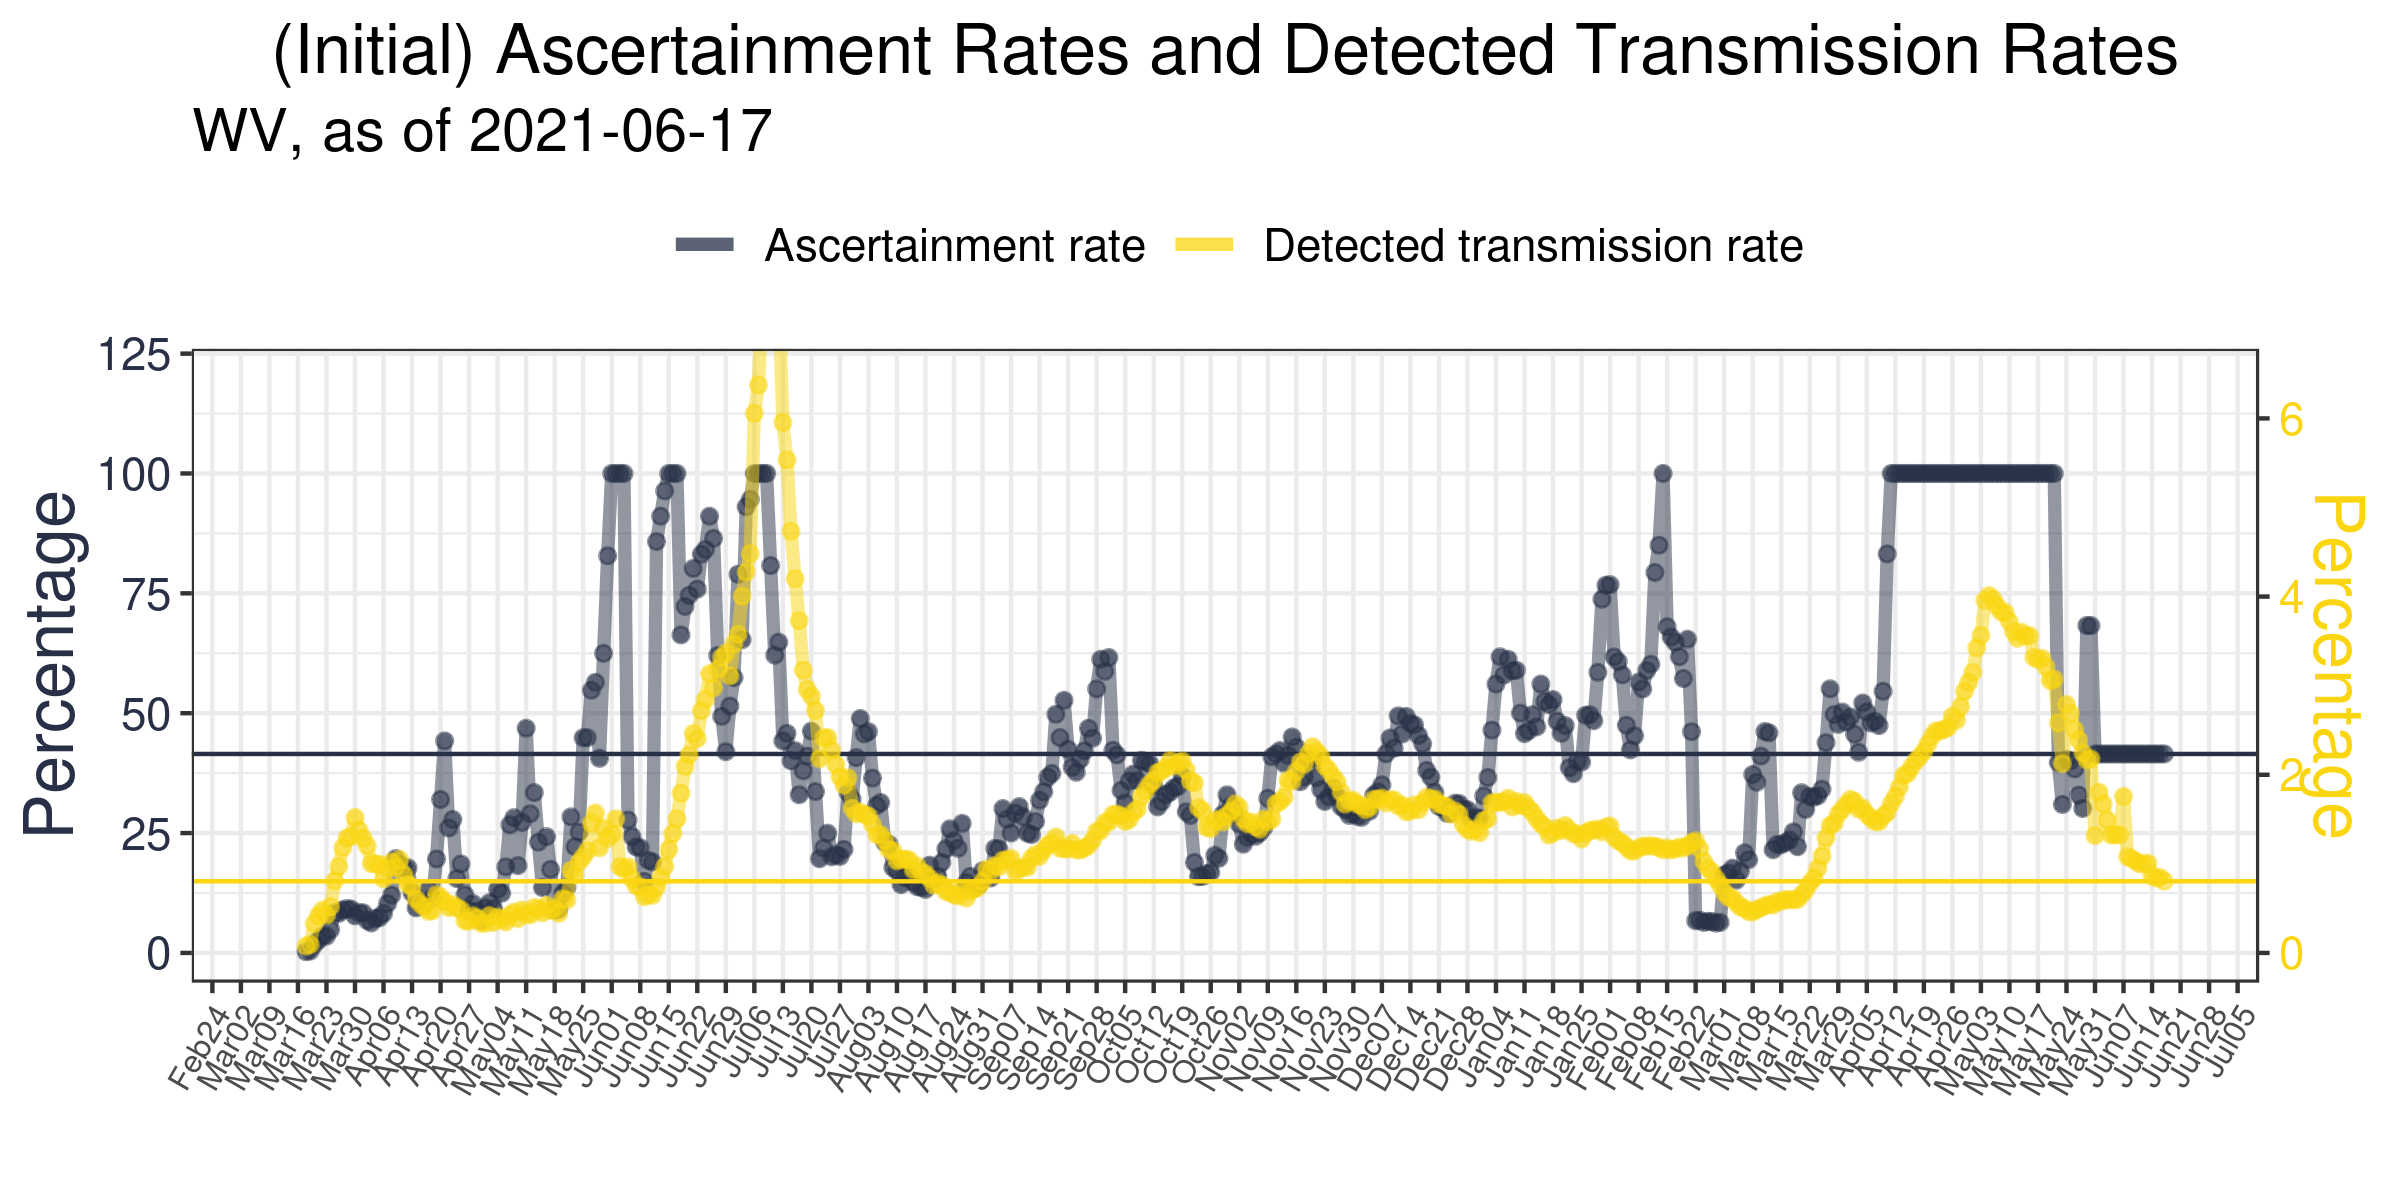 (Initial) Ascertainment Rates and Detected Transmission Rates
WV, as of 2021-06-17
Ascertainment rate
Detected transmission rate
Percentage
125
100
75
50
25
0
6
4
2
0
Percentage
Feb24
Mar02
Mar09
Mar16
Mar23
Mar30
Apr06
Apr13
Apr20
Apr27
May04
May11
May18
May25
Jun01
Jun08
Jun15
Jun22
Jun29
Jul06
Jul13
Jul20
Jul27
Aug03
Aug10
Aug17
Aug24
Aug31
Sep07
Sep14
Sep21
Sep28
Oct05
Oct12
Oct19
Oct26
Nov02
Nov09
Nov16
Nov23
Nov30
Dec07
Dec14
Dec21
Dec28
Jan04
Jan11
Jan18
Jan25
Feb01
Feb08
Feb15
Feb22
Mar01
Mar08
Mar15
Mar22
Mar29
Apr05
Apr12
Apr19
Apr26
May03
May10
May17
May24
May31
Jun07
Jun14
Jun21
Jun28
Jul05